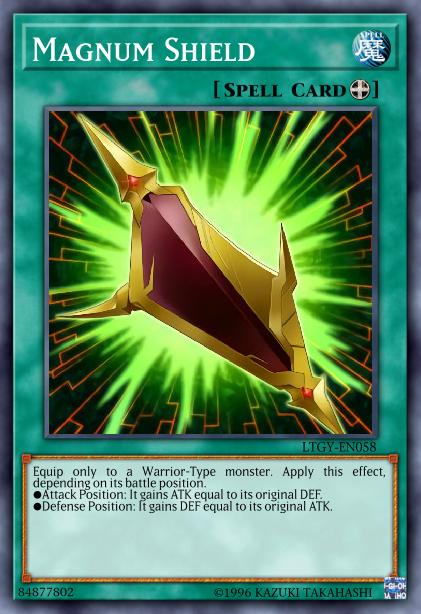 MAGNUM SHIELD
SPELL
魔
[SPELL CARD]
LTGY-EN058
Equip only to a Warrior-Type monster. Apply this effect,
depending on its battle position.
●Attack Position: It gains ATK equal to its original DEF.
●Defense Position: It gains DEF equal to its original ATK.
84877802
©1996 KAZUKI TAKAHASHI